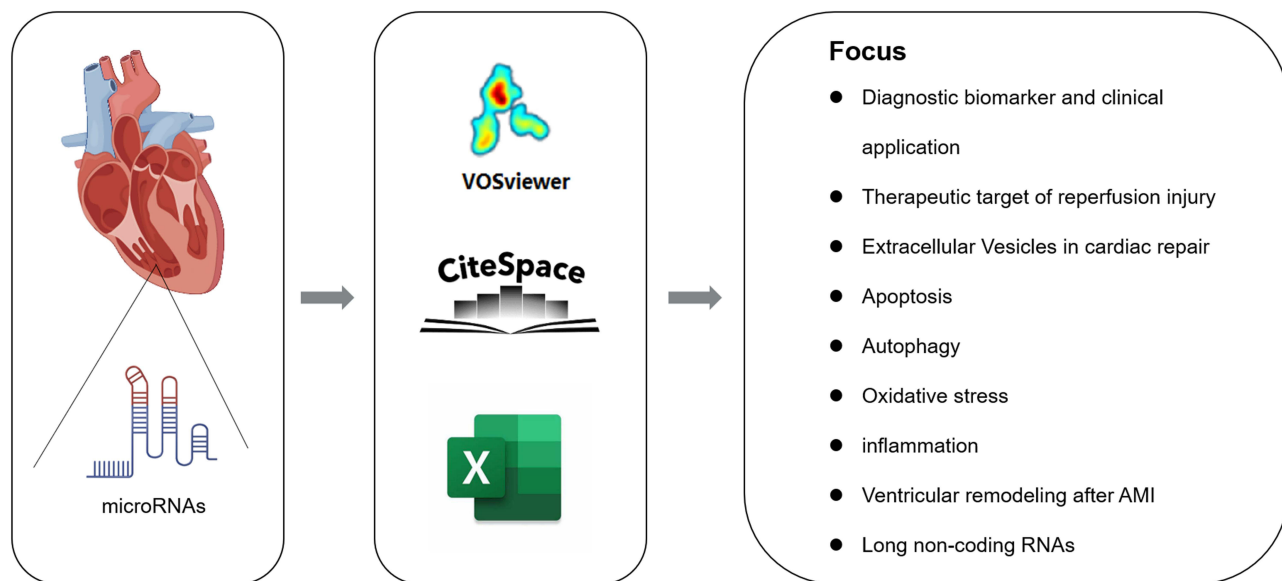 microRNAs
VOSviewer
CiteSpace
X
Focus
● Diagnostic biomarker and clinical
application
● Therapeutic target of reperfusion injury
● Extracellular Vesicles in cardiac repair
● Apoptosis
● Autophagy
● Oxidative stress
● inflammation
● Ventricular remodeling after AMI
● Long non-coding RNAs